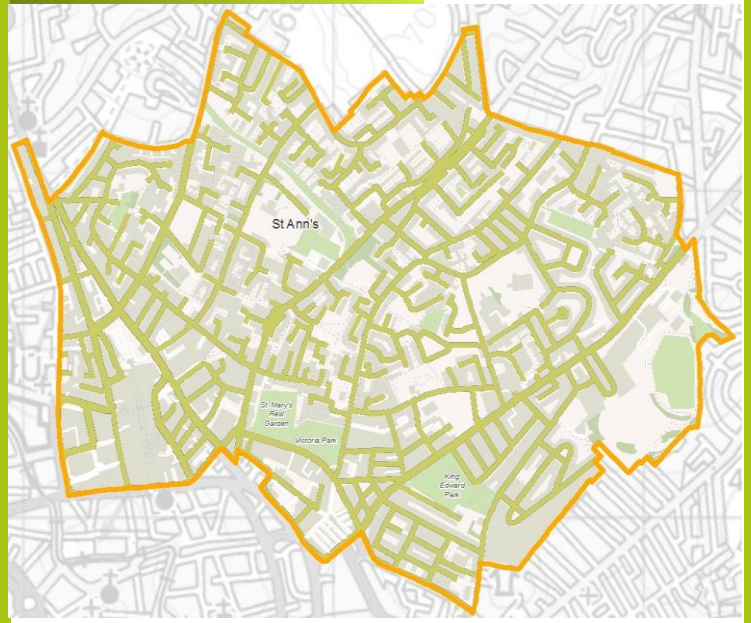 St Ann's
St. Mary's
Rest
Garden
Victoria Park
King
Edward
Park